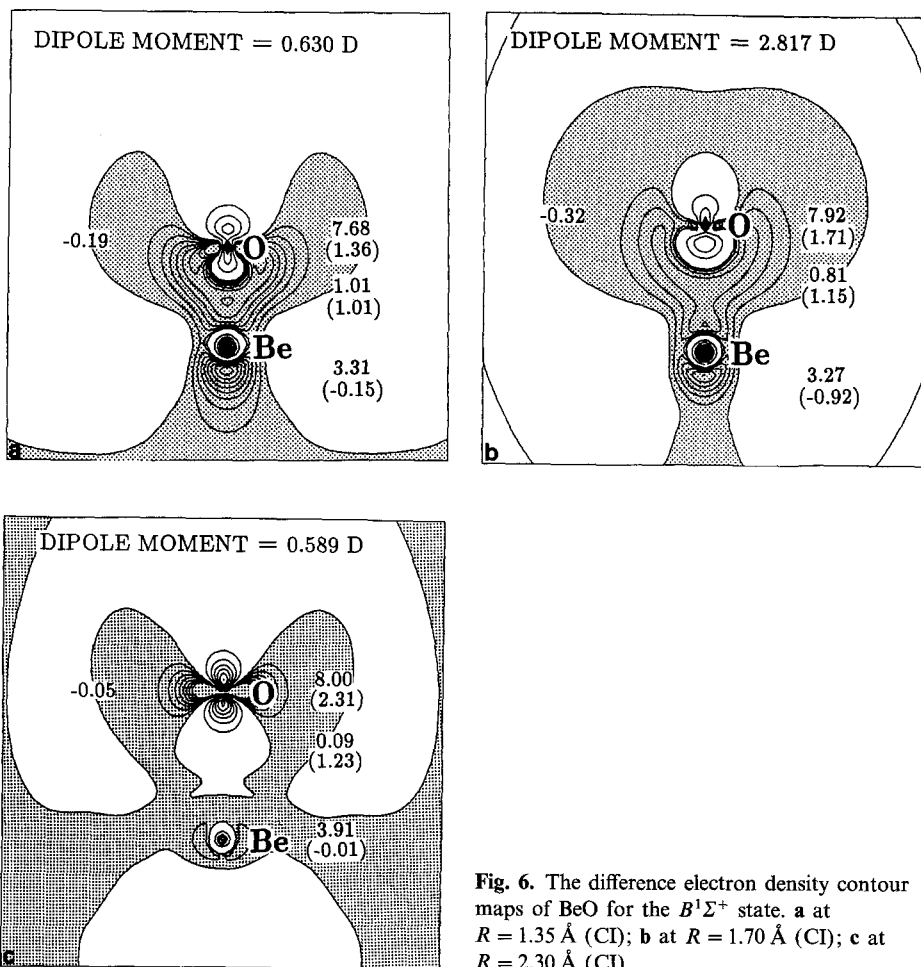 DIPOLE MOMENT = 0.630 D
-0.19
O
7.68
(1.36)
1.01
(1.01)
Be
3.31
(-0.15)
a
DIPOLE MOMENT = 2.817 D
-0.32
O
7.92
(1.71)
0.81
(1.15)
Be
3.27
(-0.92)
b
DIPOLE MOMENT = 0.589 D
-0.05
O
8.00
(2.31)
0.09
(1.23)
Be
3.91
(-0.01)
c
Fig. 6. The difference electron density contour
maps of BeO for the B¹Σ⁺ state. a at
R = 1.35 Å (CI); b at R = 1.70 Å (CI); c at
R = 2.30 Å (CI)